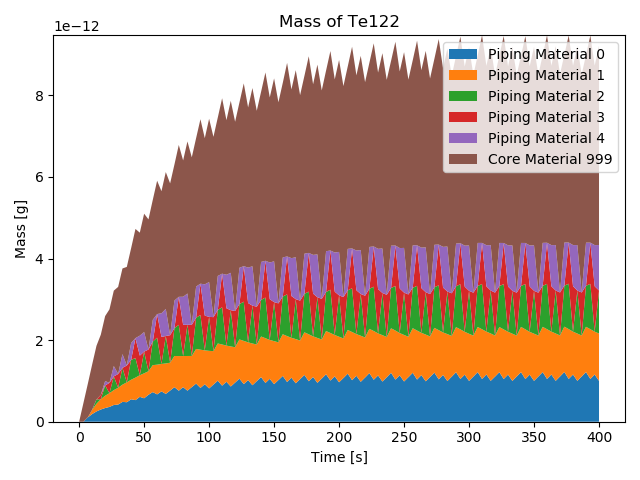 Mass of Te122
1e−12
Piping Material 0
Piping Material 1
Piping Material 2
Piping Material 3
Piping Material 4
Core Material 999
8
6
4
2
0
Mass [g]
0 50 100 150 200 250 300 350 400
Time [s]